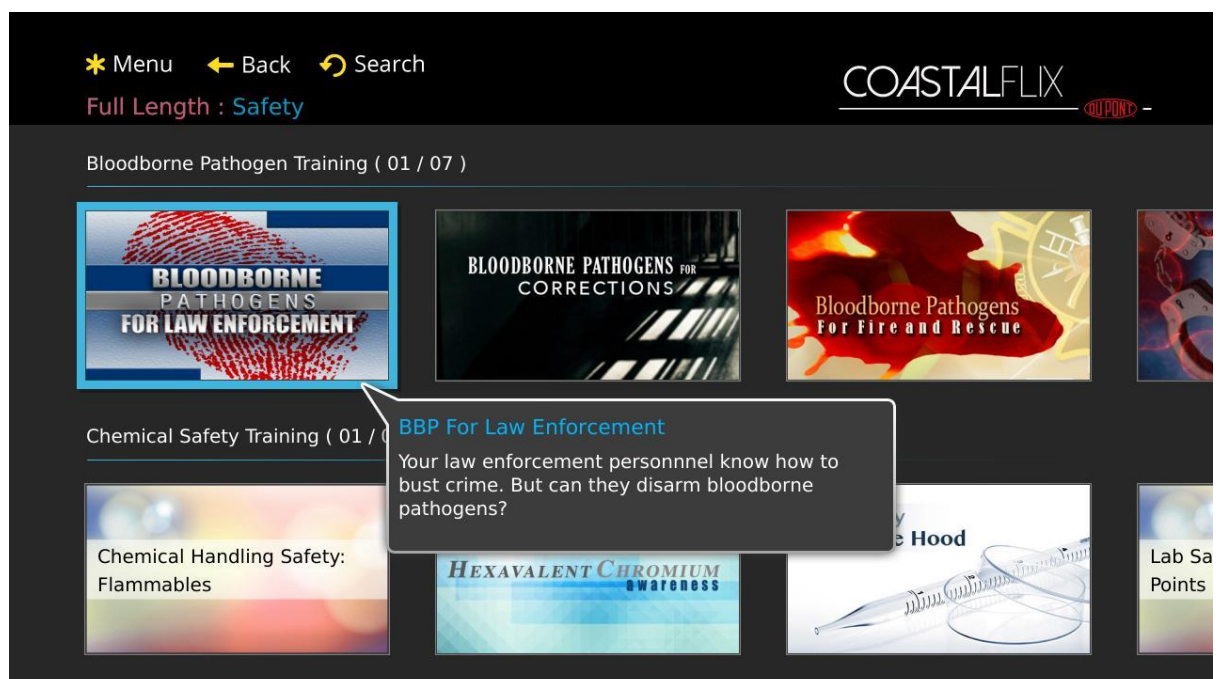 Menu Back Search
Full Length : Safety
COASTALFLIX
DU PONT
Bloodborne Pathogen Training ( 01 / 07 )
BLOODBORNE
PATHOGENS
FOR LAW ENFORCEMENT
BLOODBORNE PATHOGENS FOR
CORRECTIONS
Bloodborne Pathogens
For Fire and Rescue
Chemical Safety Training ( 01 /
BBP For Law Enforcement
Your law enforcement personnnel know how to
bust crime. But can they disarm bloodborne
pathogens?
Chemical Handling Safety:
Flammables
HEXAVALENT CHROMIUM
awareness
Hood
Lab
Points